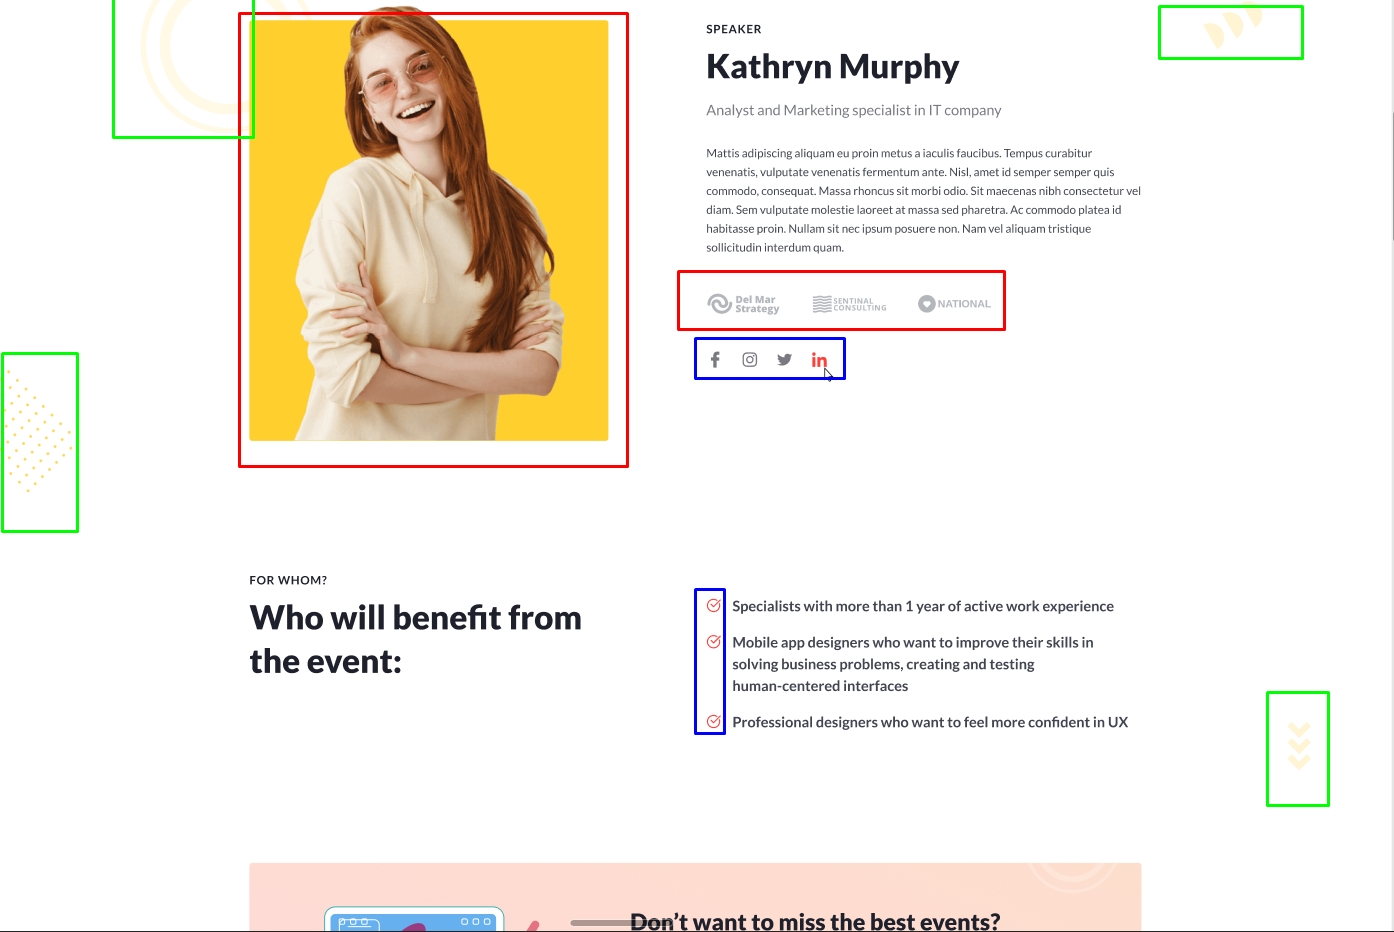 SPEAKER
Kathryn Murphy
Analyst and Marketing specialist in IT company
Mattis adipiscing aliquam eu proin metus a iaculis faucibus. Tempus curabitur
venenatis, vulputate venenatis fermentum ante. Nisl, amet id semper semper quis
commodo, consequat. Massa rhoncus sit morbi odio. Sit maecenas nibh consectetur vel
diam. Sem vulputate molestie laoreet at massa sed pharetra. Ac commodo platea id
habitasse proin. Nullam sit nec ipsum posuere non. Nam vel aliquam tristique
sollicitudin interdum quam.
Del Mar
Strategy
SENTINAL
CONSULTING
NATIONAL
in
FOR WHOM?
Who will benefit from
the event:
Specialists with more than 1 year of active work experience
Mobile app designers who want to improve their skills in
solving business problems, creating and testing
human-centered interfaces
Professional designers who want to feel more confident in UX
Don't want to miss the best events?